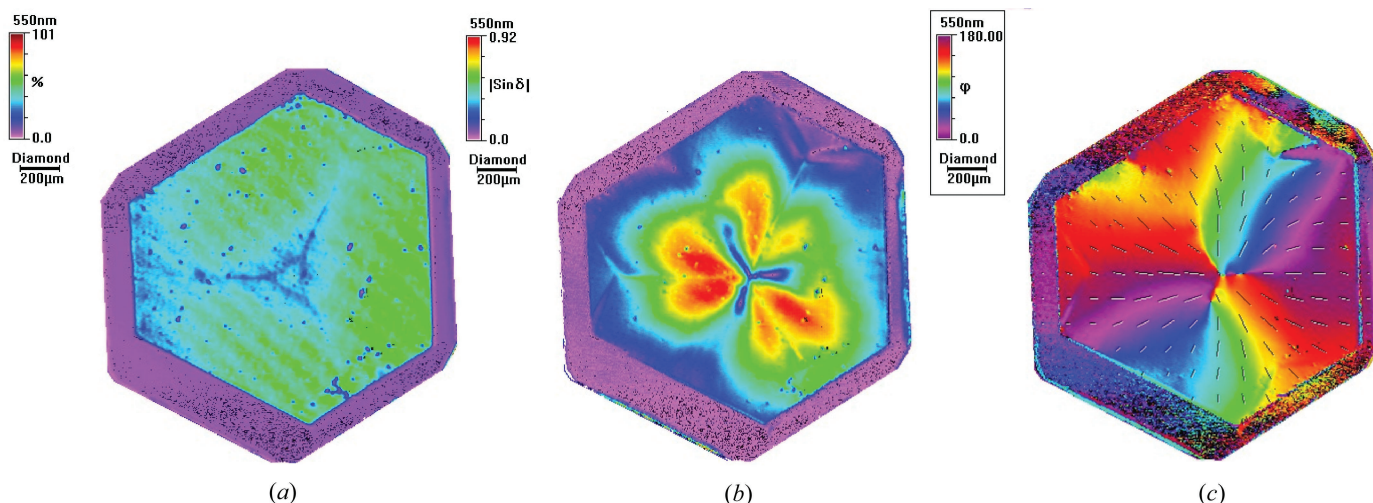 550nm
101
%
0.0
Diamond
200μm
550nm
0.92
|Sin δ|
0.0
Diamond
200μm
550nm
180.00
φ
0.0
Diamond
200μm
(a)
(b)
(c)